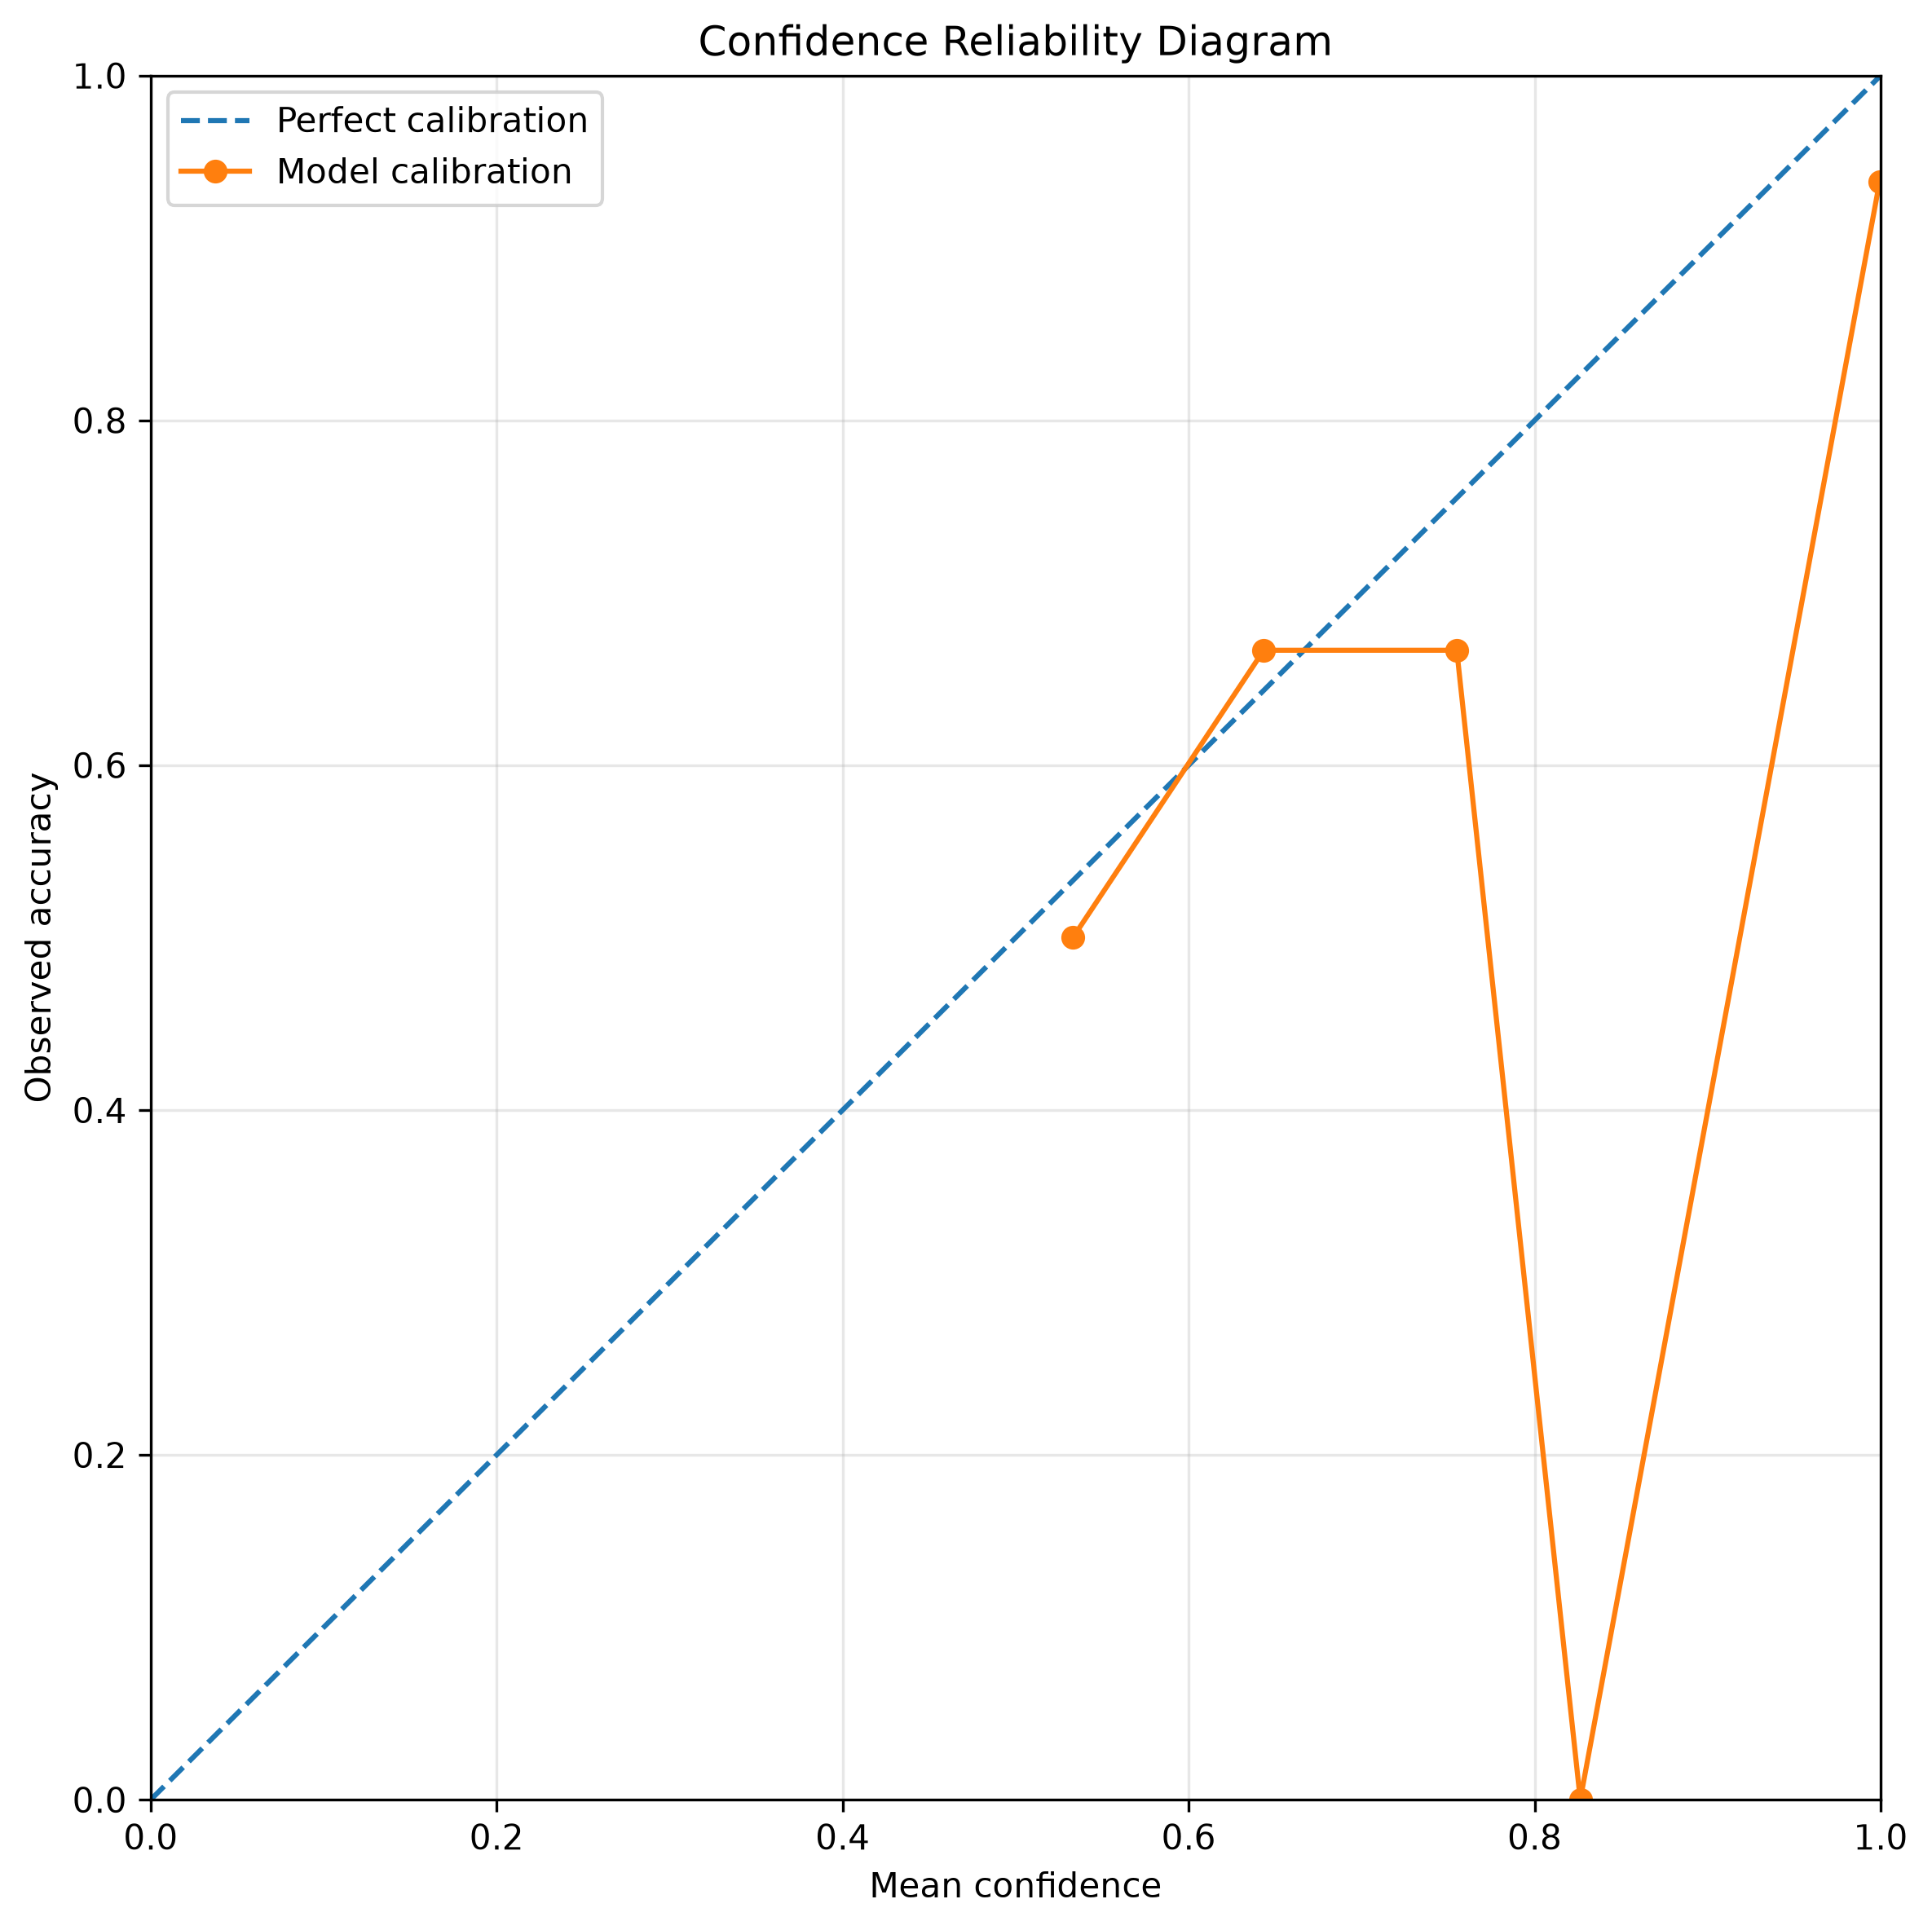 Confidence Reliability Diagram
Perfect calibration
Model calibration
1.0
0.8
0.6
0.4
0.2
0.0
Observed accuracy
0.0 0.2 0.4 0.6 0.8 1.0
Mean confidence